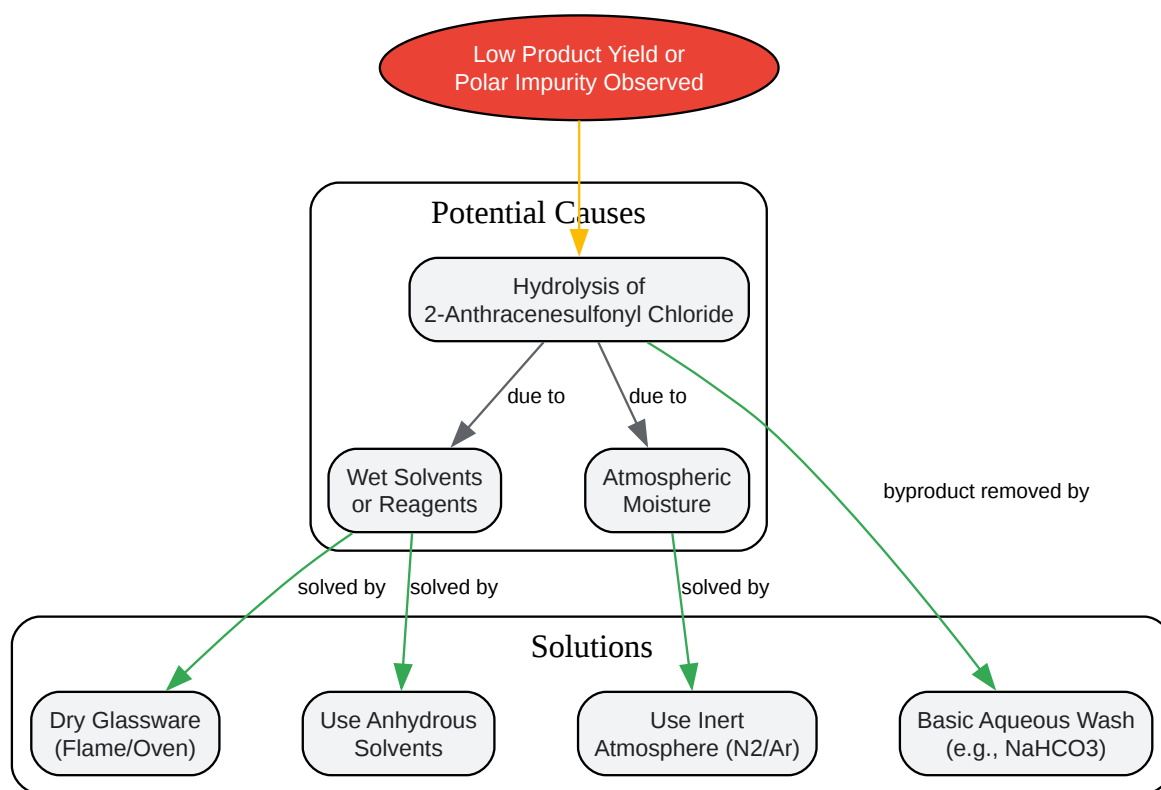 Low Product Yield or
Polar Impurity Observed
Potential Causes
Hydrolysis of
2-Anthracenesulfonyl Chloride
due to
due to
Wet Solvents
or Reagents
Atmospheric
Moisture
byproduct removed by
solved by
solved by
solved by
Solutions
Dry Glassware
(Flame/Oven)
Use Anhydrous
Solvents
Use Inert
Atmosphere (N2/Ar)
Basic Aqueous Wash
(e.g., NaHCO3)